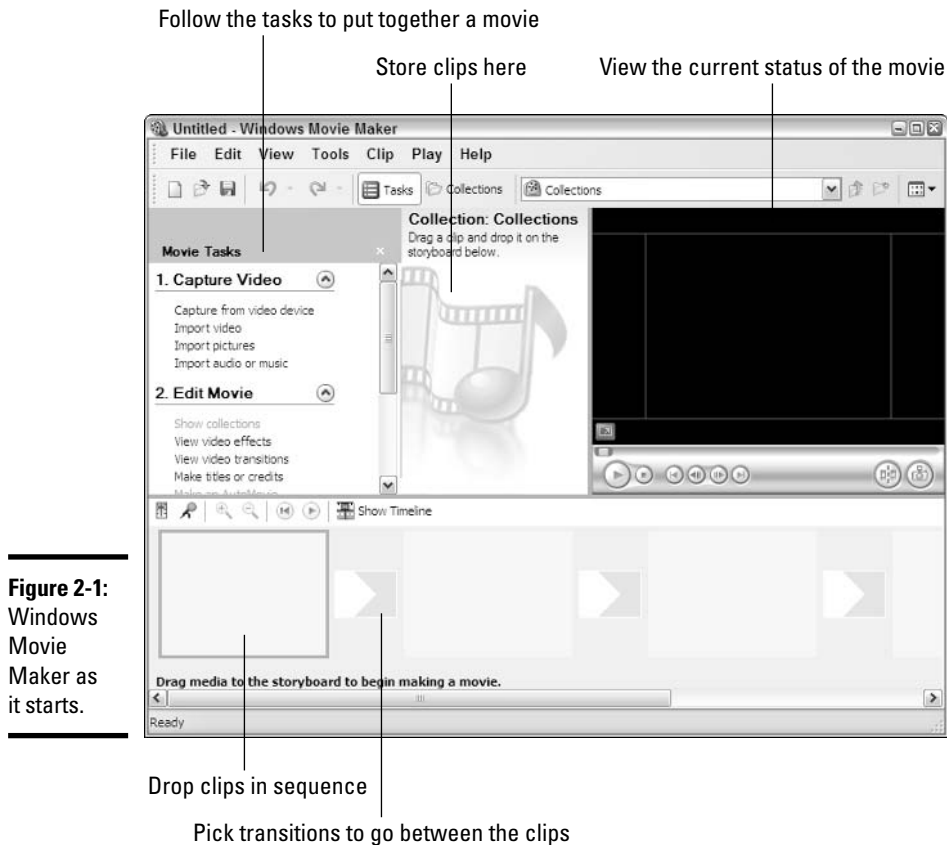 Follow the tasks to put together a movie
Store clips here
View the current status of the movie
Untitled - Windows Movie Maker
File Edit View Tools Clip Play Help
Tasks Collections Collections
Movie Tasks
Collection: Collections
Drag a clip and drop it on the
storyboard below.
1. Capture Video
Capture from video device
Import video
Import pictures
Import audio or music
2. Edit Movie
Show collections
View video effects
View video transitions
Make titles or credits
Make an AutoMovie
Show Timeline
Drag media to the storyboard to begin making a movie.
Ready
Figure 2-1:
Windows
Movie
Maker as
it starts.
Drop clips in sequence
Pick transitions to go between the clips